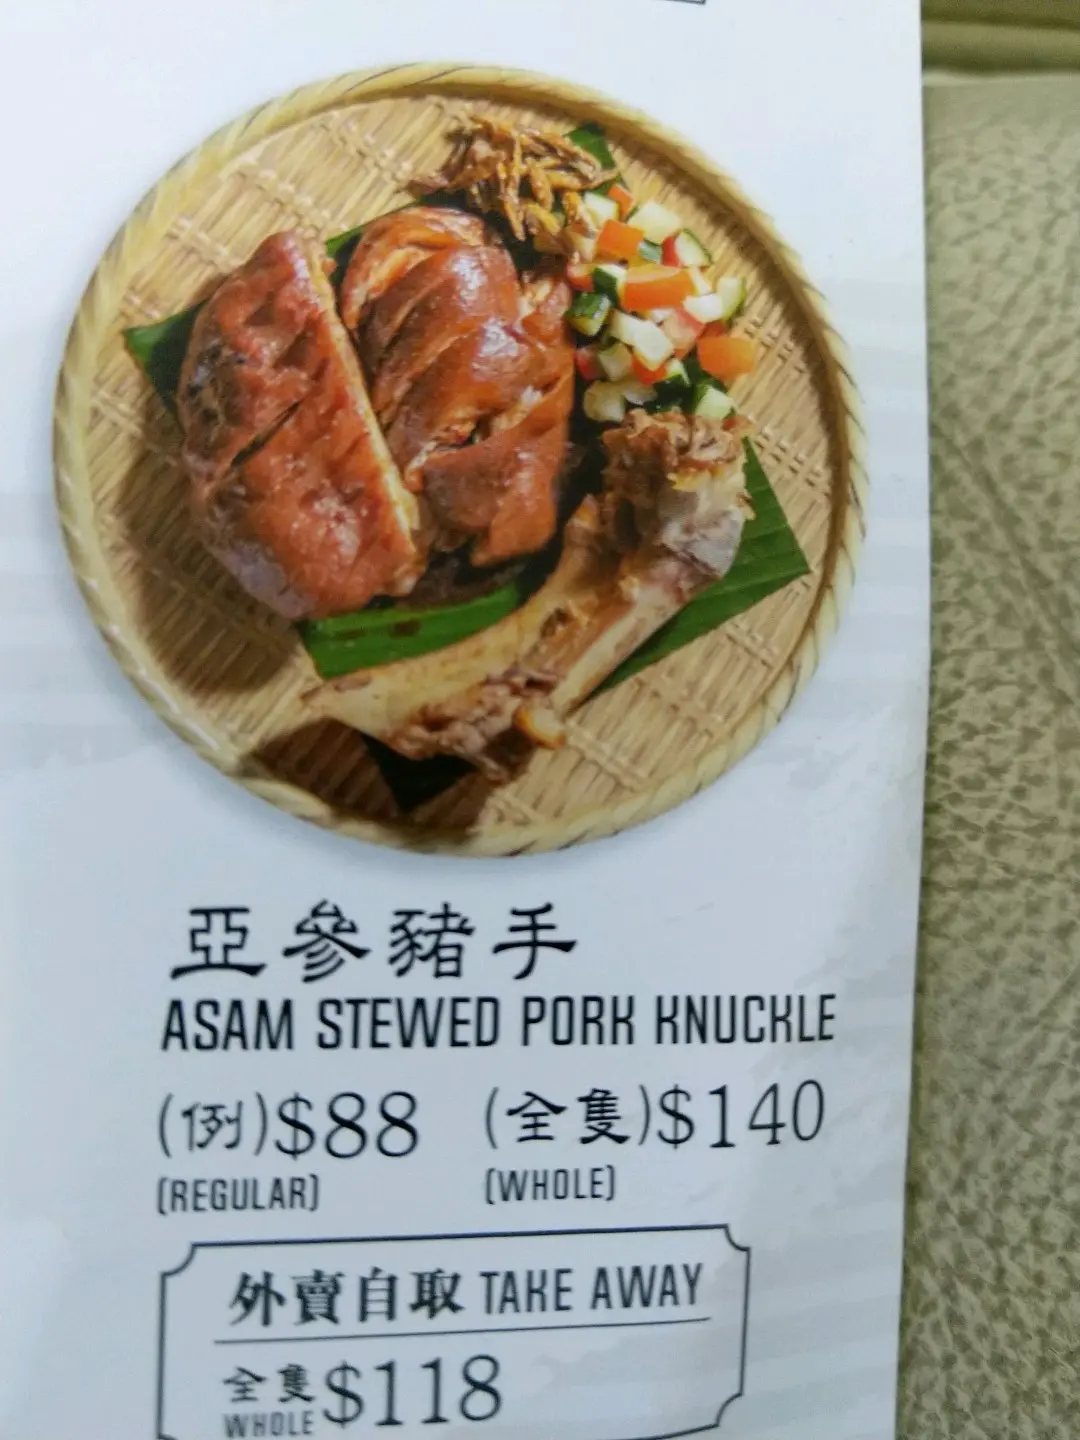 亞參豬手
ASAM STEWED PORK KNUCKLE
(例)$88 (全隻)$140
(REGULAR) (WHOLE)
外賣自取 TAKE AWAY
全隻 $118
WHOLE